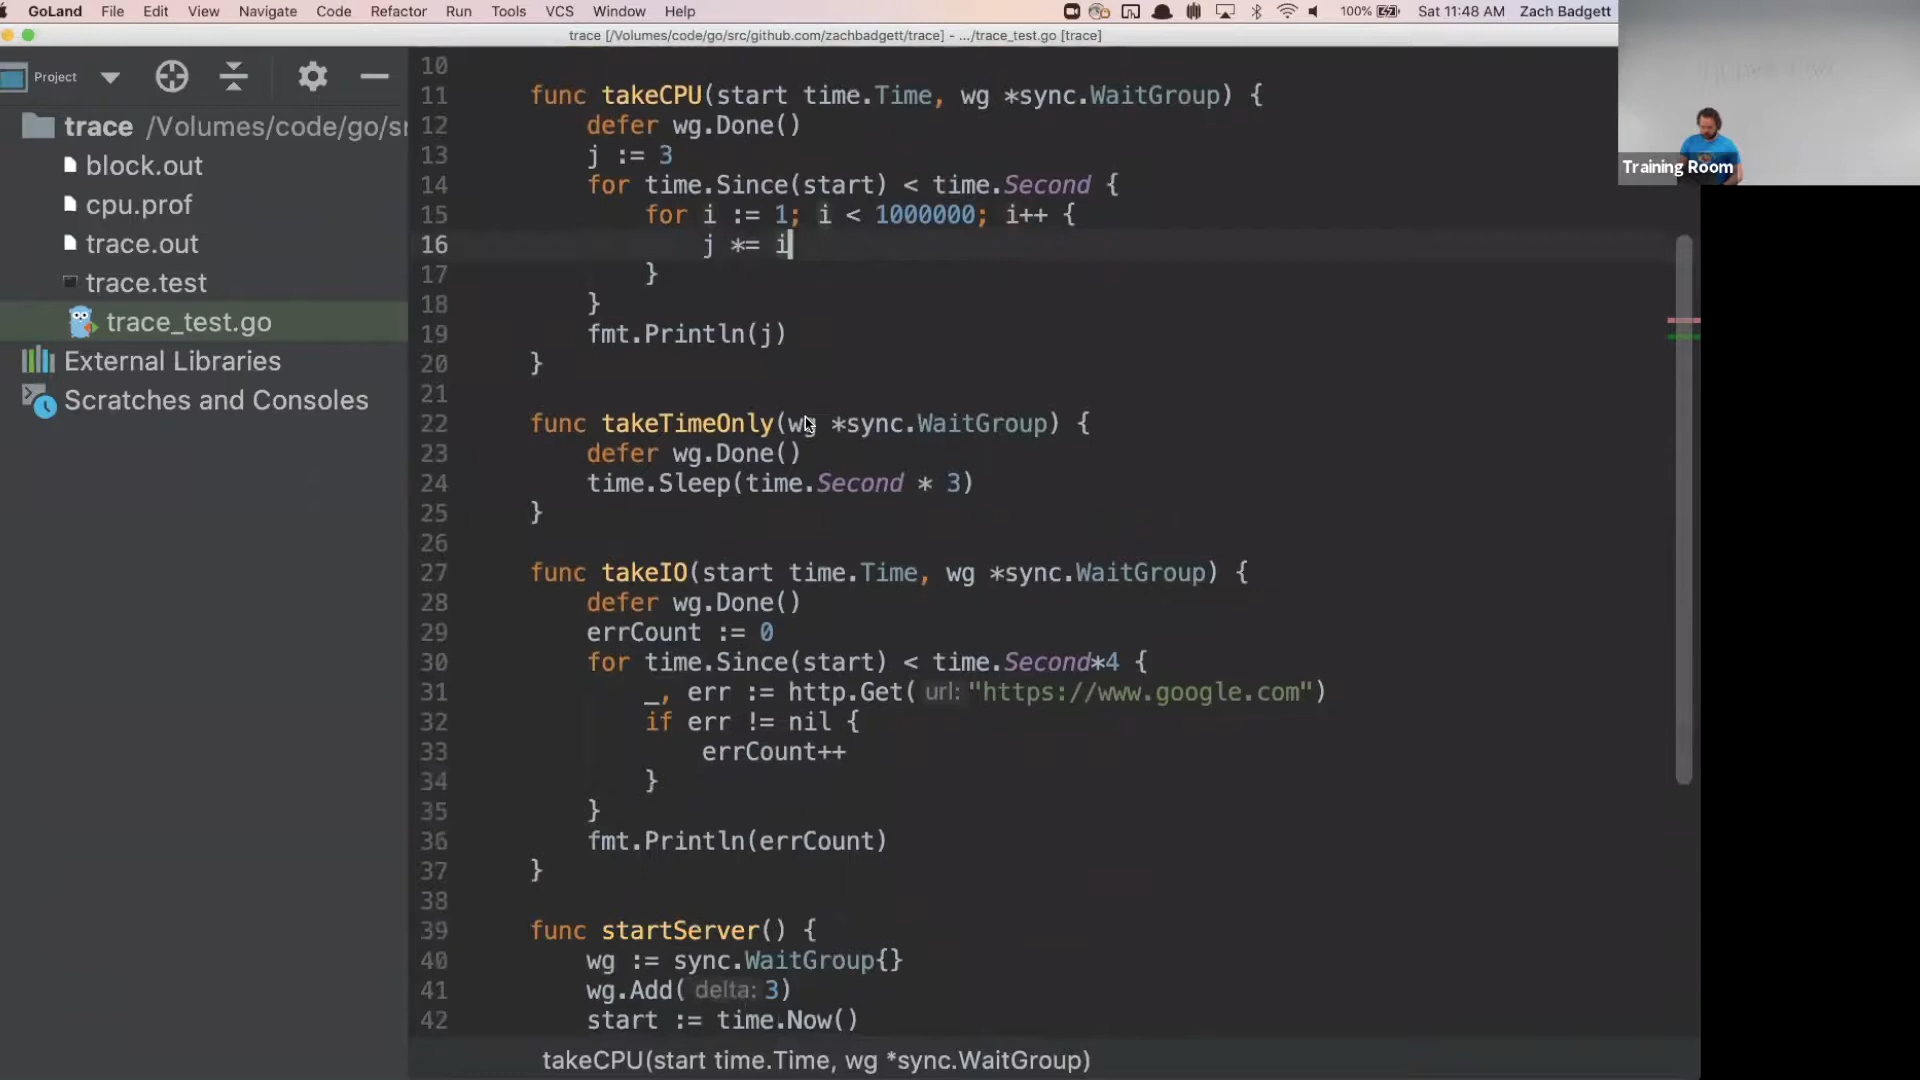 GoLand File Edit View Navigate Code Refactor Run Tools VCS Window Help 100% Sat 11:48 AM Zach Badgett
trace [/Volumes/code/go/src/github.com/zachbadgett/trace] - .../trace_test.go [trace]
Project
trace /Volumes/code/go/sr
block.out
cpu.prof
trace.out
trace.test
trace_test.go
External Libraries
Scratches and Consoles
10
11 func takeCPU(start time.Time, wg *sync.WaitGroup) {
12 defer wg.Done()
13 j := 3
14 for time.Since(start) < time.Second {
15 for i := 1; i < 1000000; i++ {
16 j *= i
17 }
18 }
19 fmt.Println(j)
20 }
21
22 func takeTimeOnly(wg *sync.WaitGroup) {
23 defer wg.Done()
24 time.Sleep(time.Second * 3)
25 }
26
27 func takeIO(start time.Time, wg *sync.WaitGroup) {
28 defer wg.Done()
29 errCount := 0
30 for time.Since(start) < time.Second*4 {
31 _, err := http.Get( url: "https://www.google.com")
32 if err != nil {
33 errCount++
34 }
35 }
36 fmt.Println(errCount)
37 }
38
39 func startServer() {
40 wg := sync.WaitGroup{}
41 wg.Add( delta: 3)
42 start := time.Now()
takeCPU(start time.Time, wg *sync.WaitGroup)
Training Room